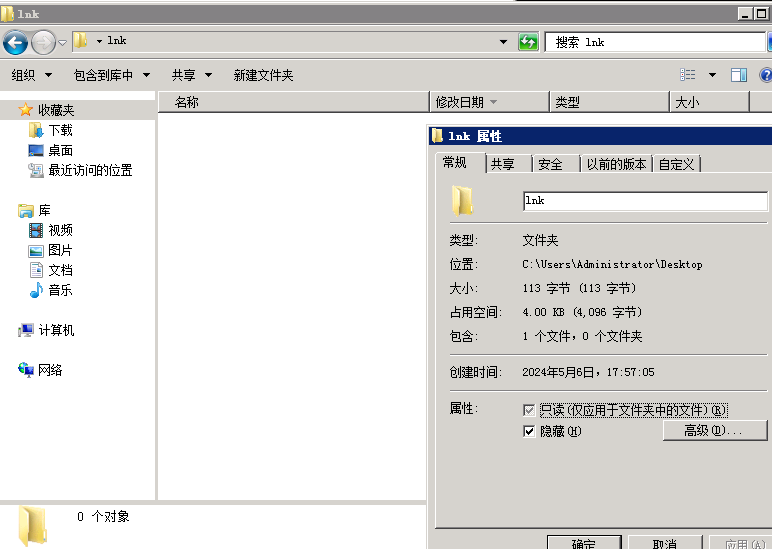 lnk
lnk
搜索 lnk
组织 包含到库中 共享 新建文件夹
名称 修改日期 类型 大小
收藏夹
下载
桌面
最近访问的位置
库
视频
图片
文档
音乐
计算机
网络
0 个对象
lnk 属性
常规 共享 安全 以前的版本 自定义
lnk
类型: 文件夹
位置: C:\Users\Administrator\Desktop
大小: 113 字节 (113 字节)
占用空间: 4.00 KB (4,096 字节)
包含: 1 个文件，0 个文件夹
创建时间: 2024年5月6日，17:57:05
属性: 只读(仅应用于文件夹中的文件)(R)
隐藏(H) 高级(D)...
确定 取消 应用(A)